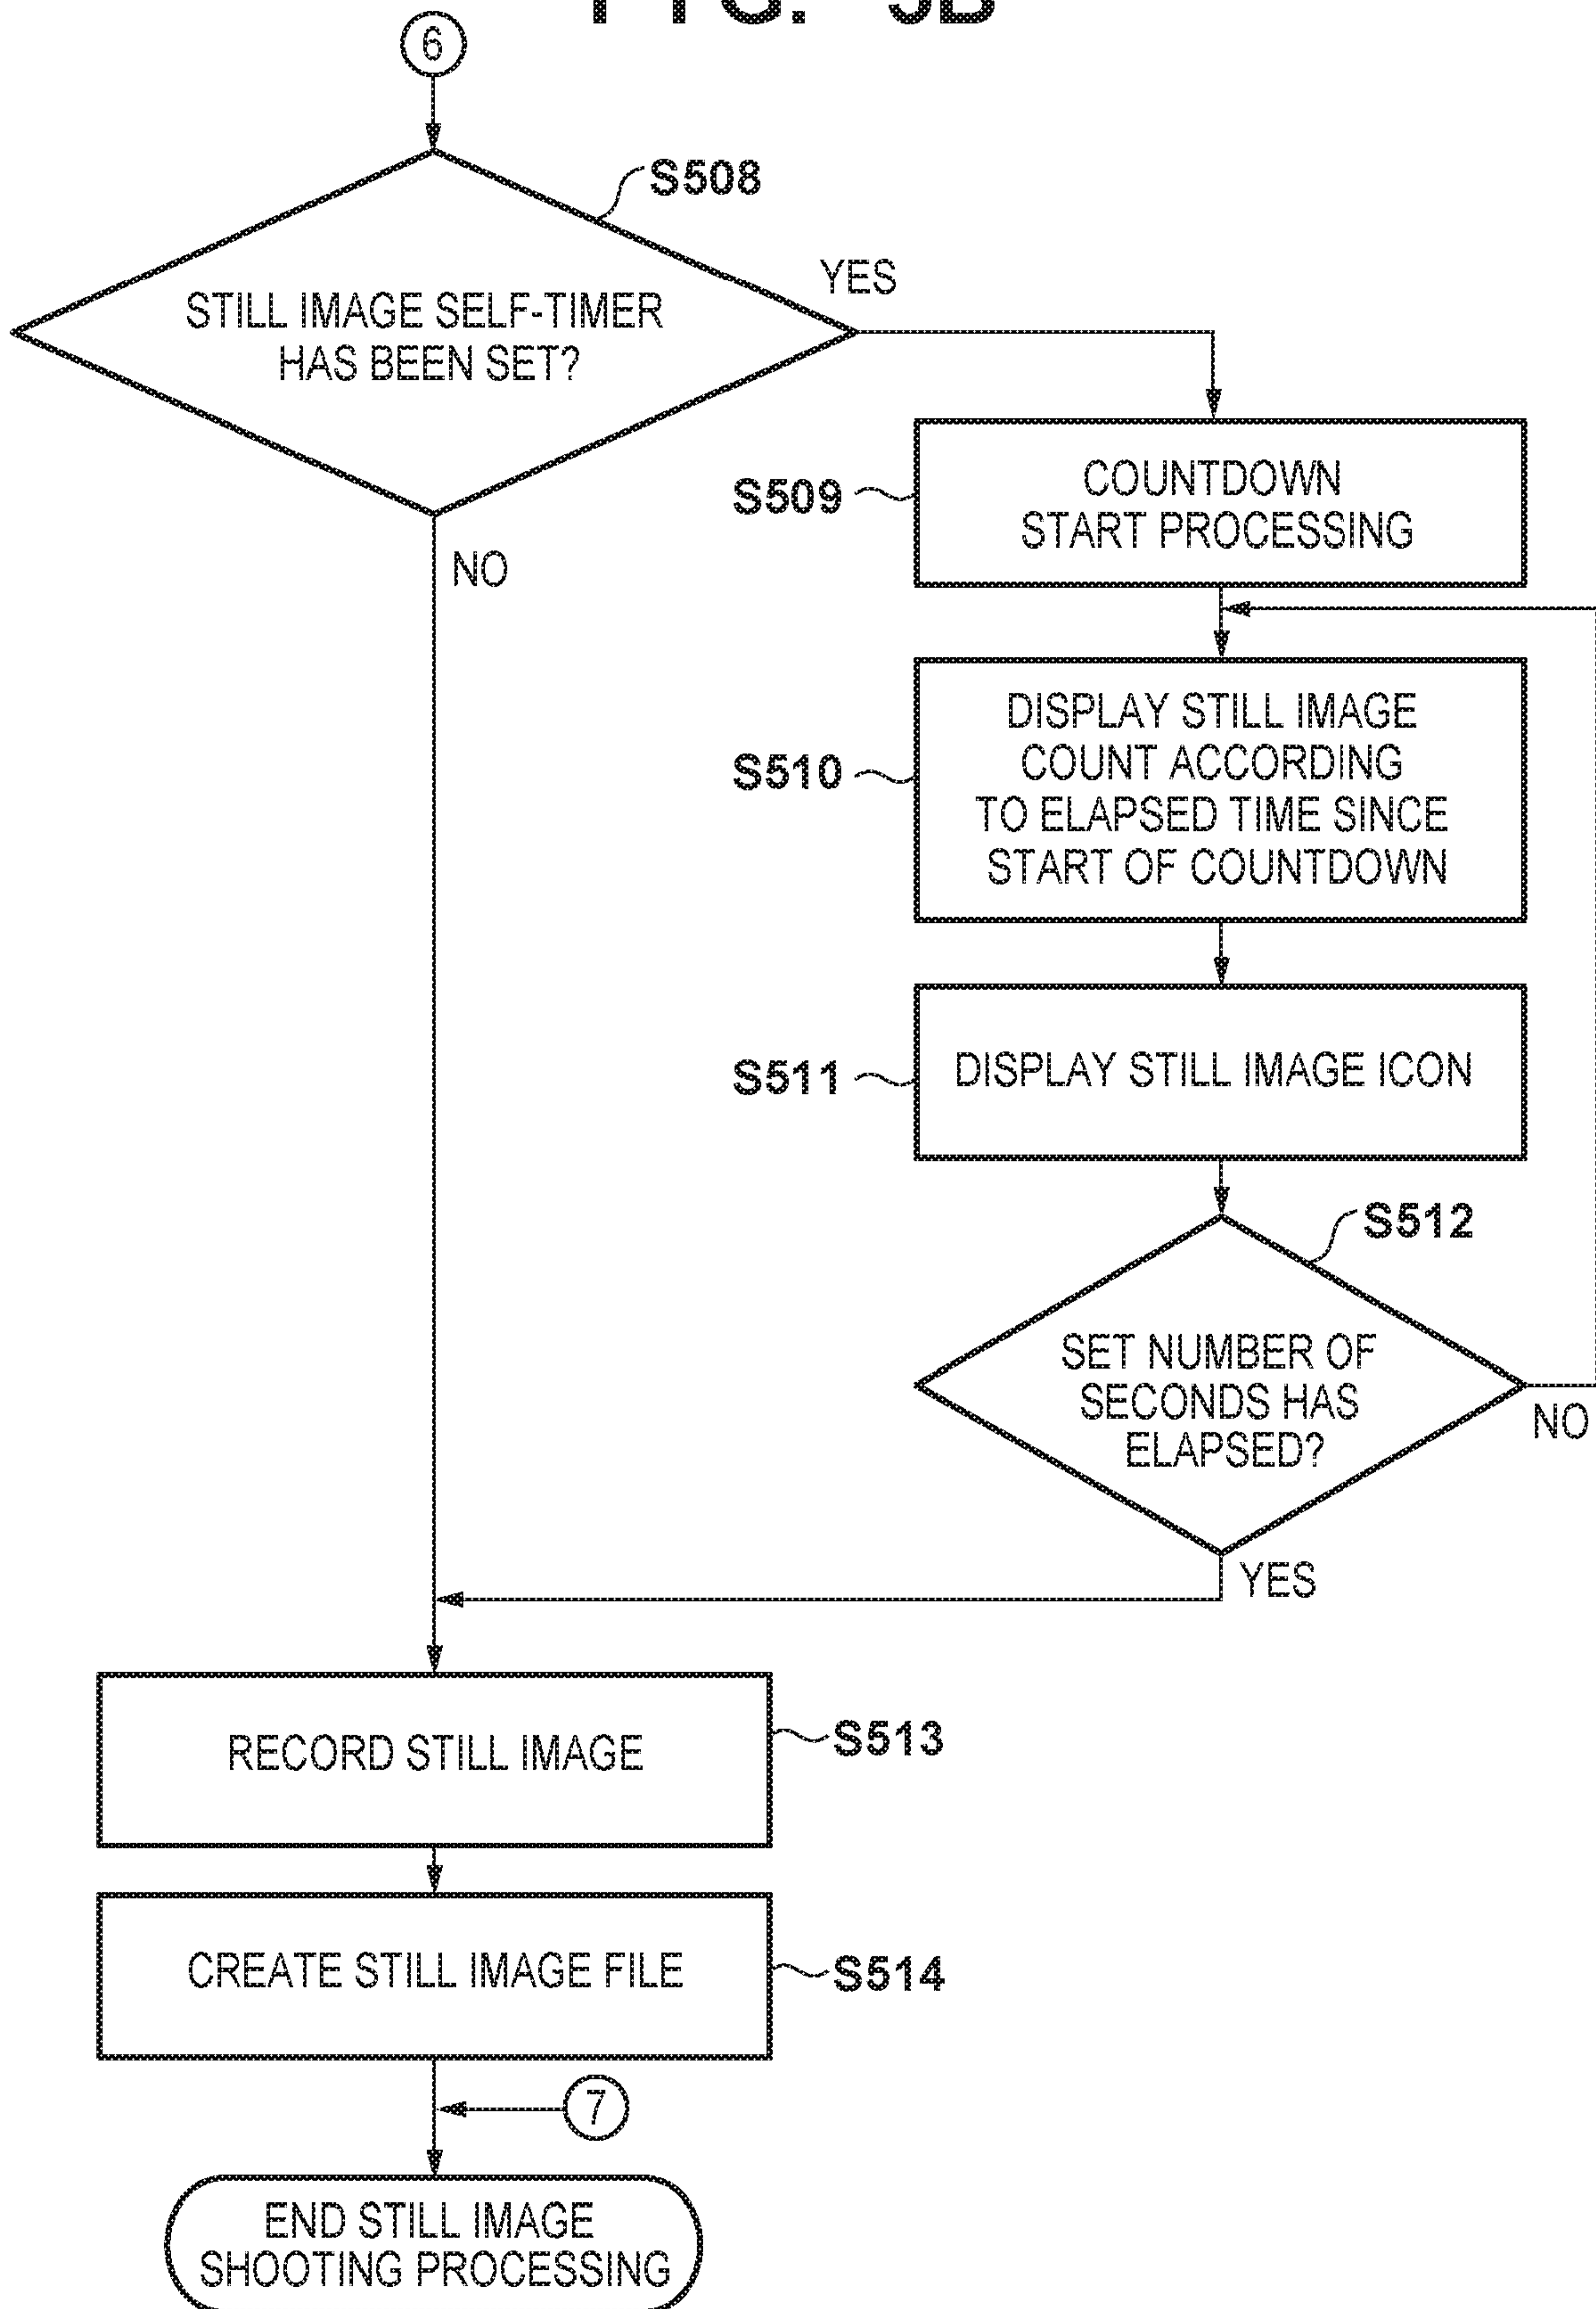 FIG. 5B
6
S508
STILL IMAGE SELF-TIMER
HAS BEEN SET?
YES
NO
S509
COUNTDOWN
START PROCESSING
S510
DISPLAY STILL IMAGE
COUNT ACCORDING
TO ELAPSED TIME SINCE
START OF COUNTDOWN
S511
DISPLAY STILL IMAGE ICON
S512
SET NUMBER OF
SECONDS HAS
ELAPSED?
NO
YES
RECORD STILL IMAGE
S513
CREATE STILL IMAGE FILE
S514
7
END STILL IMAGE
SHOOTING PROCESSING